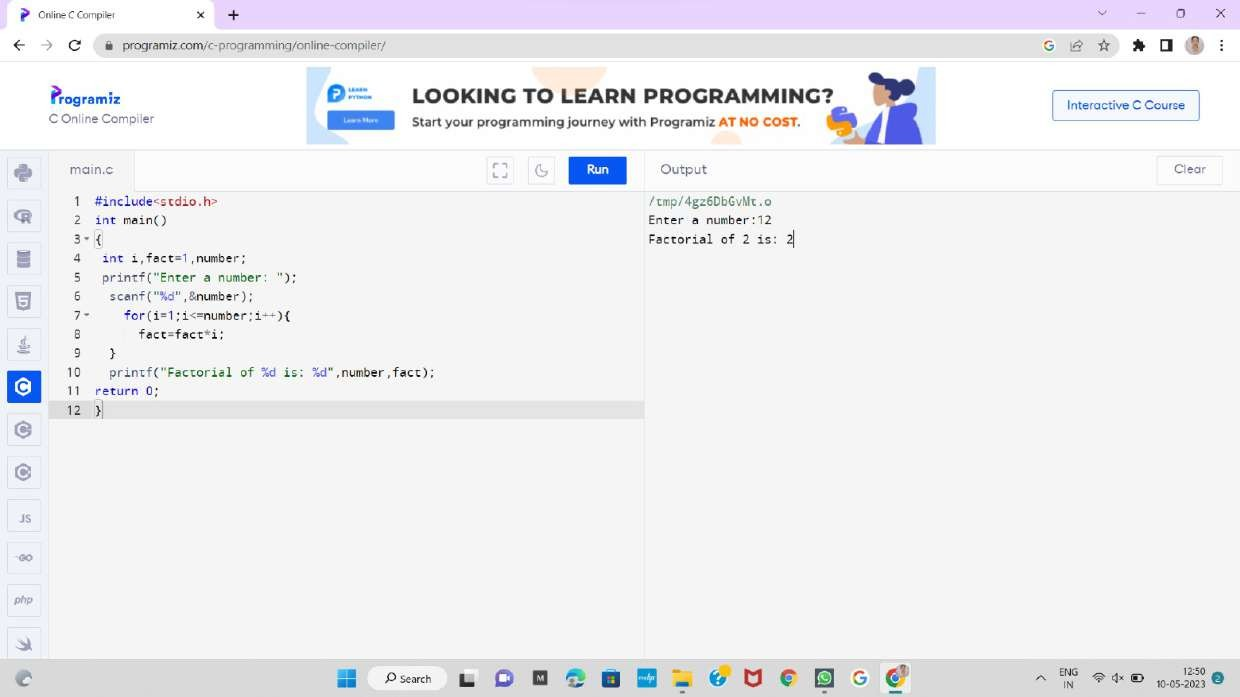 Online C Compiler
programiz.com/c-programming/online-compiler/
Programiz
C Online Compiler
LEARN
PYTHON
Learn More
LOOKING TO LEARN PROGRAMMING?
Start your programming journey with Programiz AT NO COST.
Interactive C Course
main.c
Run
Output
Clear
1 #include<stdio.h>
2 int main()
3 {
4 int i,fact=1,number;
5 printf("Enter a number: ");
6 scanf("%d",&number);
7 for(i=1;i<=number;i++){
8 fact=fact*i;
9 }
10 printf("Factorial of %d is: %d",number,fact);
11 return 0;
12 }
/tmp/4gz6DbGvMt.o
Enter a number:12
Factorial of 2 is: 2
JS
GO
php
Search
M
ENG
IN
12:50
10-05-2023
2